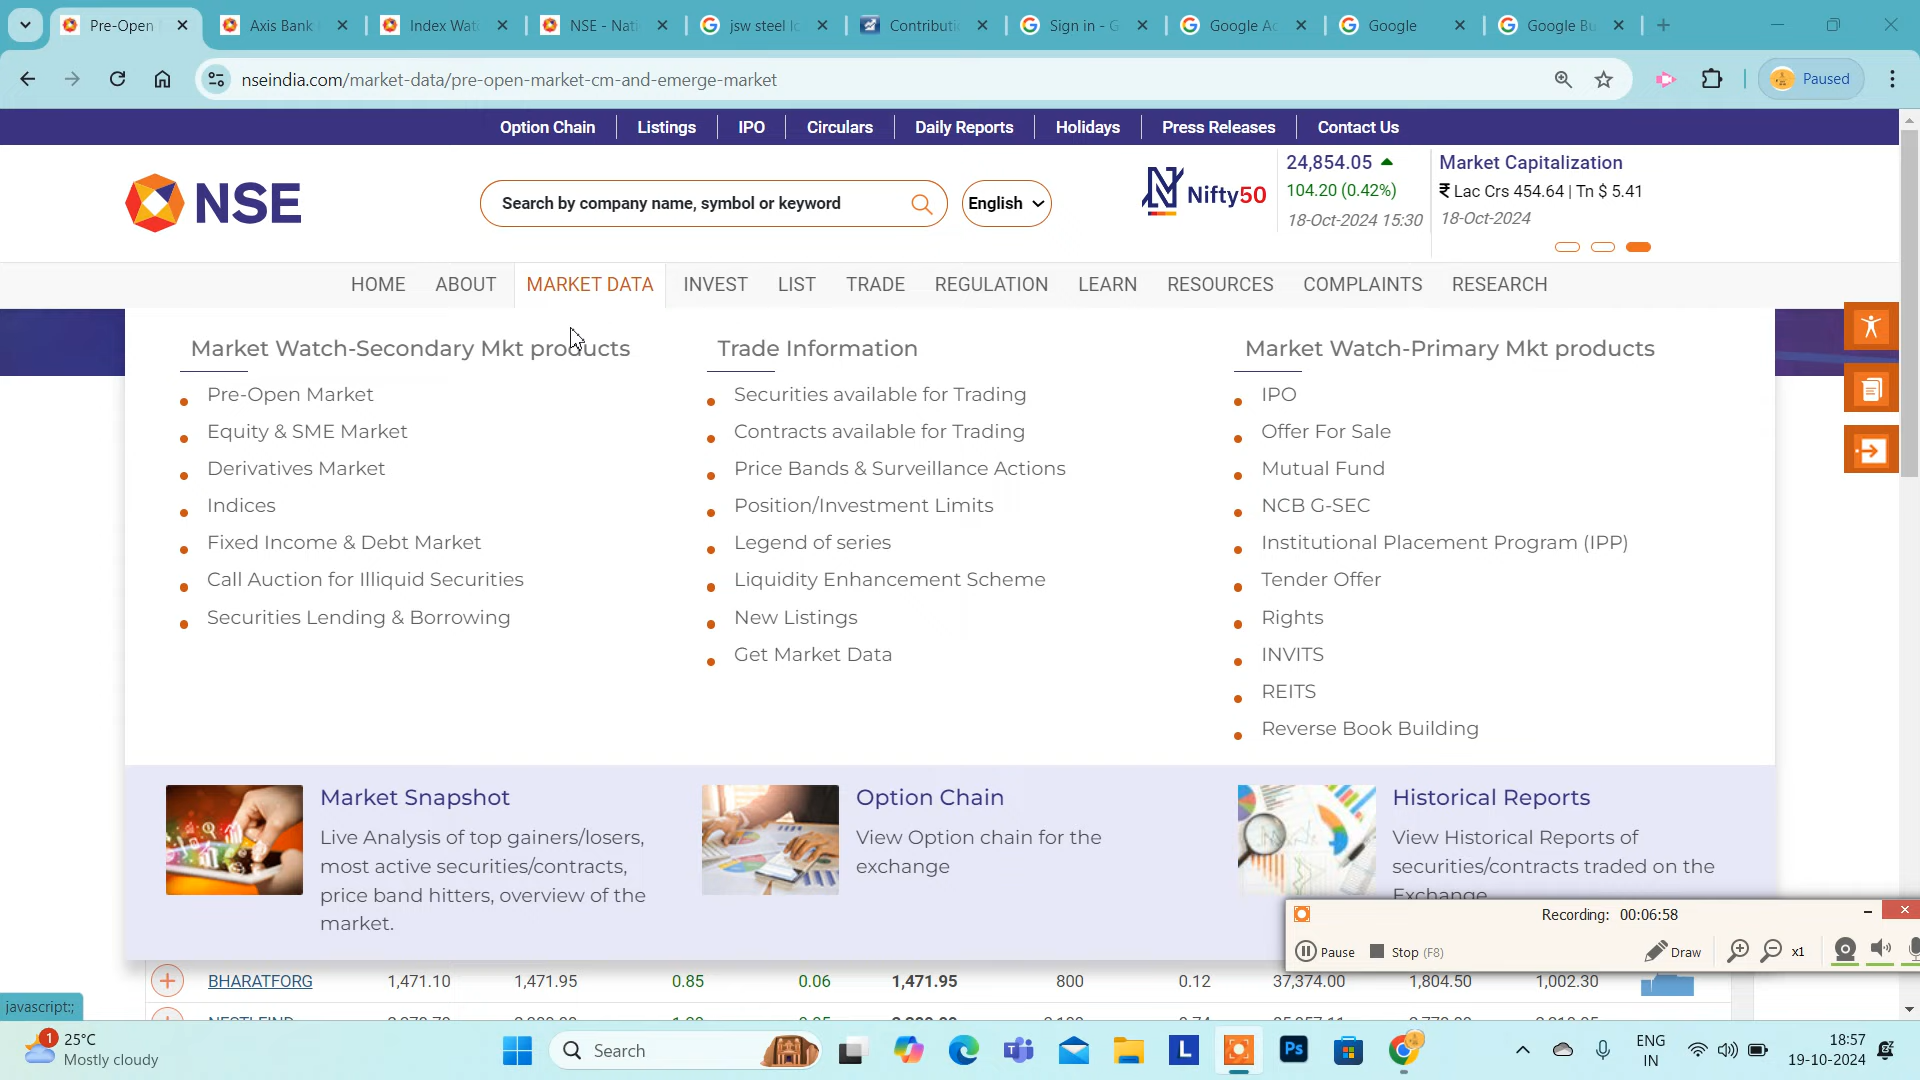 Pre-Open
Axis Bank
Index Wat
NSE - Nati
jsw steel lo
Contributi
Sign in - G
Google Ac
Google
Google Bu
nseindia.com/market-data/pre-open-market-cm-and-emerge-market
Paused
Option Chain
Listings
IPO
Circulars
Daily Reports
Holidays
Press Releases
Contact Us
NSE
Search by company name, symbol or keyword
English
Nifty50
24,854.05
104.20 (0.42%)
18-Oct-2024 15:30
Market Capitalization
₹ Lac Crs 454.64 | Tn $ 5.41
18-Oct-2024
HOME
ABOUT
MARKET DATA
INVEST
LIST
TRADE
REGULATION
LEARN
RESOURCES
COMPLAINTS
RESEARCH
Market Watch-Secondary Mkt products
Pre-Open Market
Equity & SME Market
Derivatives Market
Indices
Fixed Income & Debt Market
Call Auction for Illiquid Securities
Securities Lending & Borrowing
Trade Information
Securities available for Trading
Contracts available for Trading
Price Bands & Surveillance Actions
Position/Investment Limits
Legend of series
Liquidity Enhancement Scheme
New Listings
Get Market Data
Market Watch-Primary Mkt products
IPO
Offer For Sale
Mutual Fund
NCB G-SEC
Institutional Placement Program (IPP)
Tender Offer
Rights
INVITS
REITS
Reverse Book Building
Market Snapshot
Live Analysis of top gainers/losers,
most active securities/contracts,
price band hitters, overview of the
market.
Option Chain
View Option chain for the
exchange
Historical Reports
View Historical Reports of
securities/contracts traded on the
Exchange
Recording: 00:06:58
Pause
Stop (F8)
Draw
x1
BHARATFORG 1,471.10 1,471.95 0.85 0.06 1,471.95 800 0.12 37,374.00 1,804.50 1,002.30
javascript:;
1
25°C
Mostly cloudy
Search
L
Ps
ENG
IN
18:57
19-10-2024